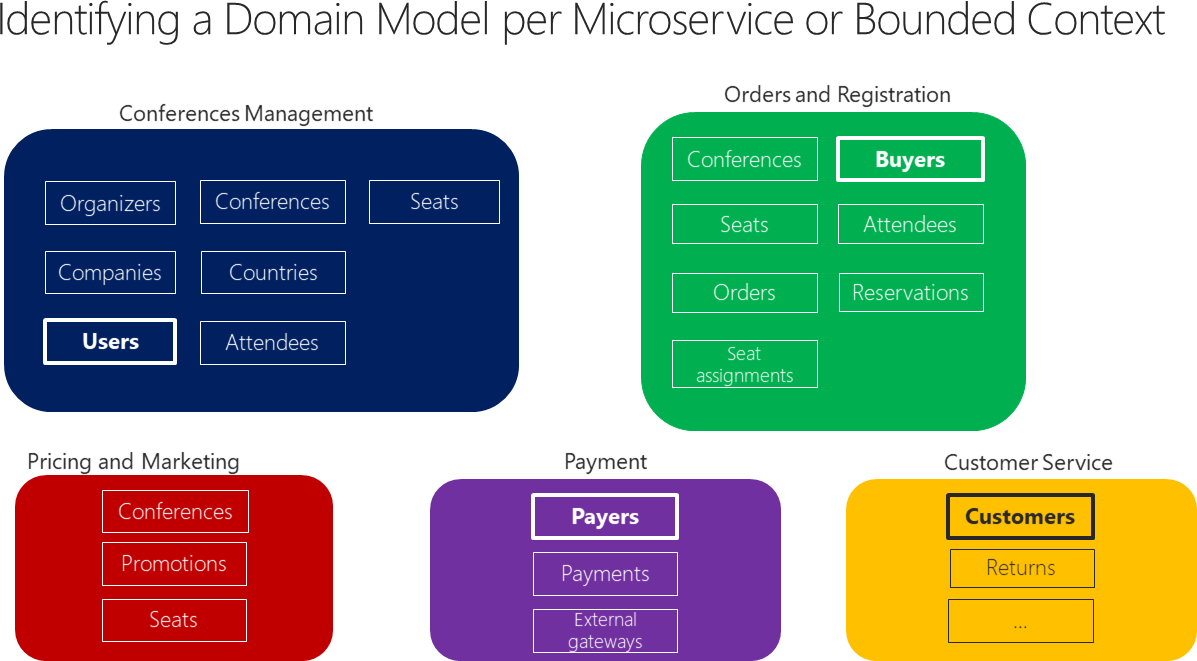 Identifying a Domain Model per Microservice or Bounded Context
Conferences Management
Organizers
Conferences
Seats
Companies
Countries
Users
Attendees
Orders and Registration
Conferences
Buyers
Seats
Attendees
Orders
Reservations
Seat
assignments
Pricing and Marketing
Conferences
Promotions
Seats
Payment
Payers
Payments
External
gateways
Customer Service
Customers
Returns
...